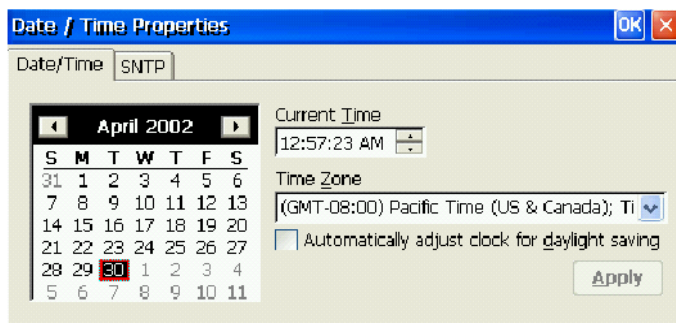 Date / Time Properties OK
Date/Time SNTP
April 2002
S M T W T F S
31 1 2 3 4 5 6
7 8 9 10 11 12 13
14 15 16 17 18 19 20
21 22 23 24 25 26 27
28 29 30 1 2 3 4
5 6 7 8 9 10 11
Current Time
12:57:23 AM
Time Zone
(GMT-08:00) Pacific Time (US & Canada); Ti
Automatically adjust clock for daylight saving
Apply